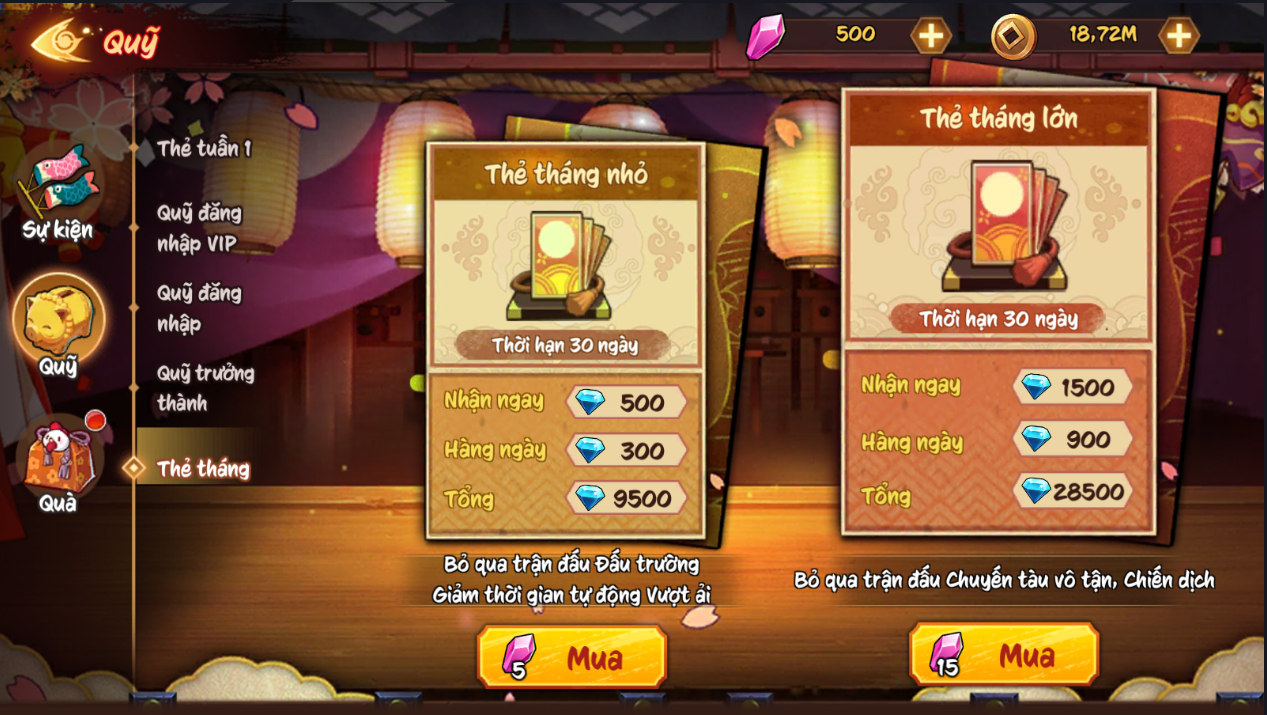 Quỹ
500
18,72M
Sự kiện
Quỹ
Quà
Thẻ tuần 1
Quỹ đăng
nhập VIP
Quỹ đăng
nhập
Quỹ trưởng
thành
Thẻ tháng
Thẻ tháng nhỏ
Thời hạn 30 ngày
Nhận ngay 500
Hàng ngày 300
Tổng 9500
Bỏ qua trận đấu Đấu trường
Giảm thời gian tự động Vượt ải
5 Mua
Thẻ tháng lớn
Thời hạn 30 ngày
Nhận ngay 1500
Hàng ngày 900
Tổng 28500
Bỏ qua trận đấu Chuyến tàu vô tận, Chiến dịch
15 Mua